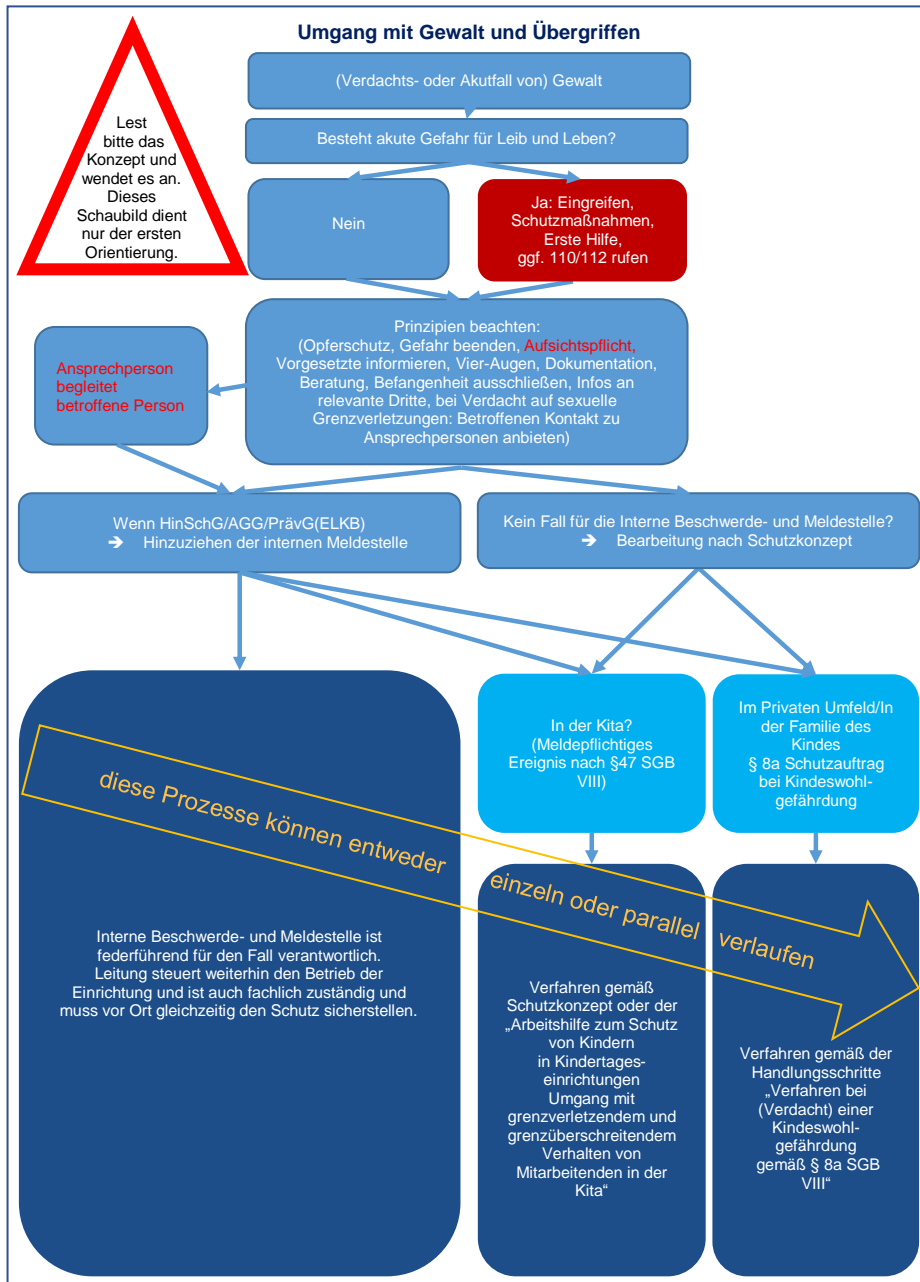 Umgang mit Gewalt und Übergriffen
(Verdachts- oder Akutfall von) Gewalt
Lest
bitte das
Konzept und
wendet es an.
Dieses
Schaubild dient
nur der ersten
Orientierung.
Besteht akute Gefahr für Leib und Leben?
Nein
Ja: Eingreifen,
Schutzmaßnahmen,
Erste Hilfe,
ggf. 110/112 rufen
Prinzipien beachten:
(Opferschutz, Gefahr beenden, Aufsichtspflicht,
Vorgesetzte informieren, Vier-Augen, Dokumentation,
Beratung, Befangenheit ausschließen, Infos an
relevante Dritte, bei Verdacht auf sexuelle
Grenzverletzungen: Betroffenen Kontakt zu
Ansprechpersonen anbieten)
Ansprechperson
begleitet
betroffene Person
Wenn HinSchG/AGG/PrävG(ELKB)
➔ Hinzuziehen der internen Meldestelle
Kein Fall für die Interne Beschwerde- und Meldestelle?
➔ Bearbeitung nach Schutzkonzept
In der Kita?
(Meldepflichtiges
Ereignis nach §47 SGB
VIII)
Im Privaten Umfeld/In
der Familie des
Kindes
§ 8a Schutzauftrag
bei Kindeswohl-
gefährdung
diese Prozesse können entweder einzeln oder parallel verlaufen
Interne Beschwerde- und Meldestelle ist
federführend für den Fall verantwortlich.
Leitung steuert weiterhin den Betrieb der
Einrichtung und ist auch fachlich zuständig und
muss vor Ort gleichzeitig den Schutz sicherstellen.
Verfahren gemäß
Schutzkonzept oder der
„Arbeitshilfe zum Schutz
von Kindern
in Kindertages-
einrichtungen
Umgang mit
grenzverletzendem und
grenzüberschreitendem
Verhalten von
Mitarbeitenden in der
Kita“
Verfahren gemäß der
Handlungsschritte
„Verfahren bei
(Verdacht) einer
Kindeswohl-
gefährdung
gemäß § 8a SGB
VIII“